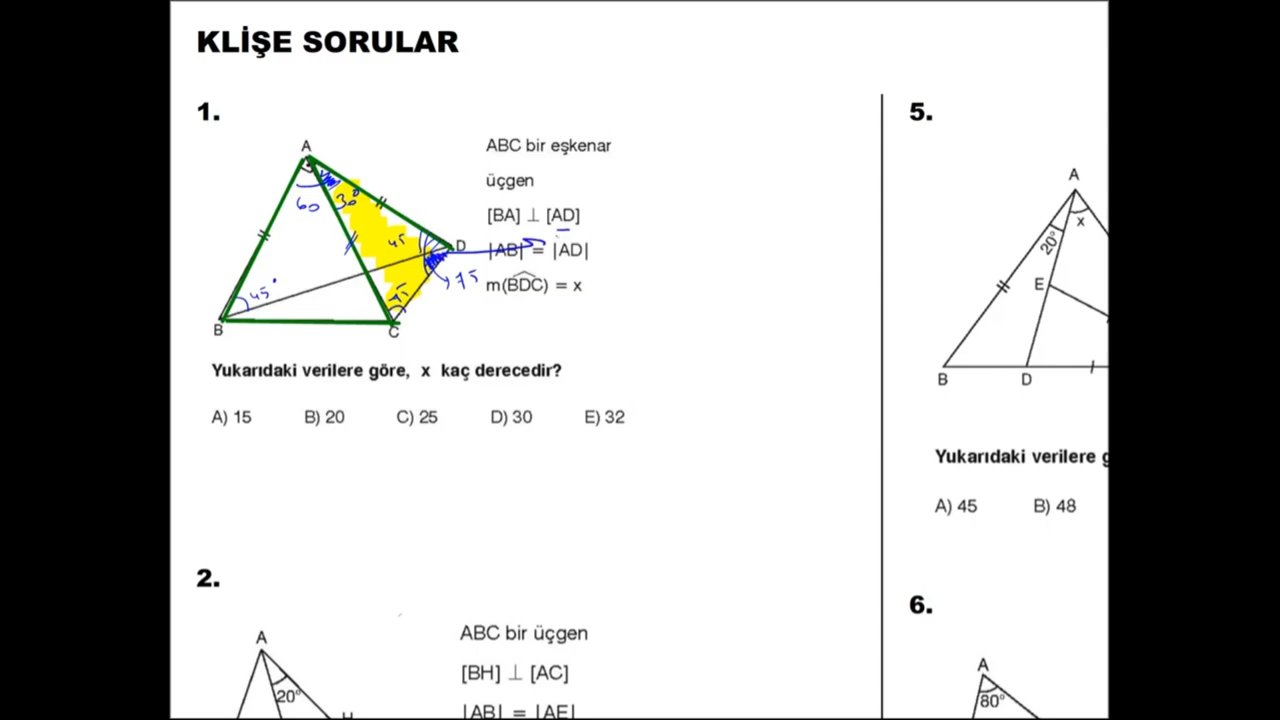 KLİŞE SORULAR
1.
A
60
30°
45
45°
75
B
C
D
ABC bir eşkenar
üçgen
[BA] ⊥ [AD]
|AB| = |AD|
m(BDC) = x
Yukarıdaki verilere göre, x kaç derecedir?
A) 15 B) 20 C) 25 D) 30 E) 32
2.
A
20°
ABC bir üçgen
[BH] ⊥ [AC]
|AB| = |AE|
5.
A
x
20°
E
B
D
Yukarıdaki verilere
A) 45 B) 48
6.
A
80°